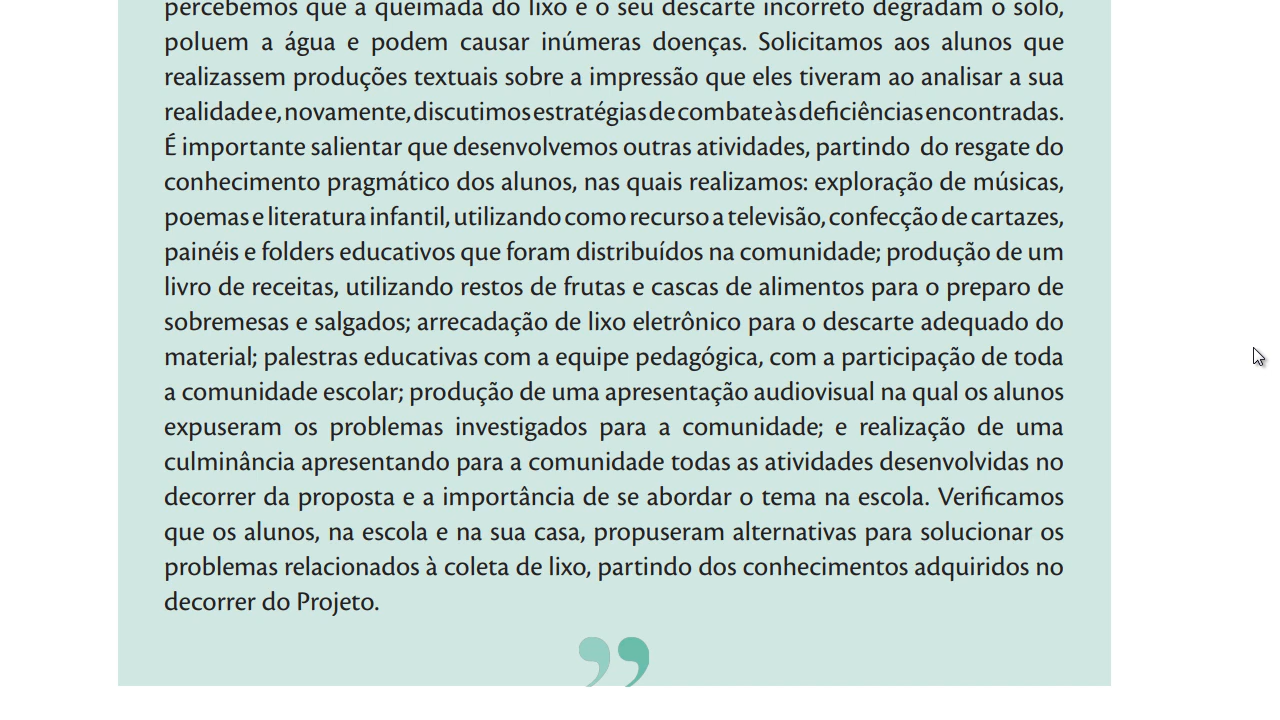 percebemos que a queimada do lixo e o seu descarte incorreto degradam o solo,
poluem a água e podem causar inúmeras doenças. Solicitamos aos alunos que
realizassem produções textuais sobre a impressão que eles tiveram ao analisar a sua
realidade e, novamente, discutimos estratégias de combate às deficiências encontradas.
É importante salientar que desenvolvemos outras atividades, partindo do resgate do
conhecimento pragmático dos alunos, nas quais realizamos: exploração de músicas,
poemas e literatura infantil, utilizando como recurso a televisão, confecção de cartazes,
painéis e folders educativos que foram distribuídos na comunidade; produção de um
livro de receitas, utilizando restos de frutas e cascas de alimentos para o preparo de
sobremesas e salgados; arrecadação de lixo eletrônico para o descarte adequado do
material; palestras educativas com a equipe pedagógica, com a participação de toda
a comunidade escolar; produção de uma apresentação audiovisual na qual os alunos
expuseram os problemas investigados para a comunidade; e realização de uma
culminância apresentando para a comunidade todas as atividades desenvolvidas no
decorrer da proposta e a importância de se abordar o tema na escola. Verificamos
que os alunos, na escola e na sua casa, propuseram alternativas para solucionar os
problemas relacionados à coleta de lixo, partindo dos conhecimentos adquiridos no
decorrer do Projeto.
”